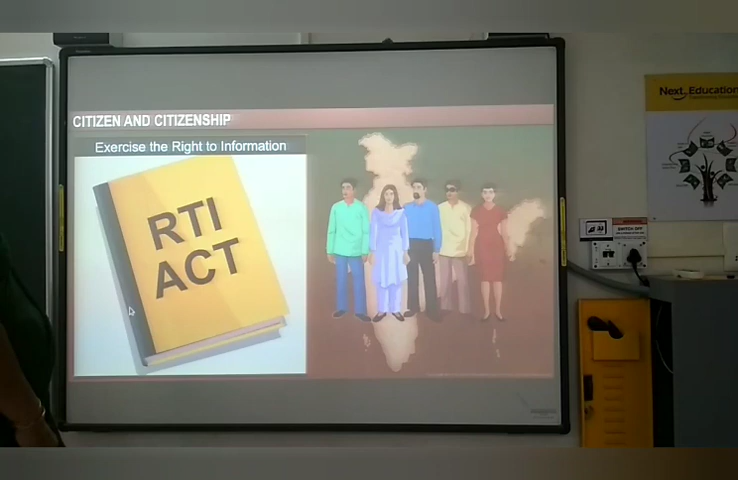 CITIZEN AND CITIZENSHIP
Exercise the Right to Information
RTI
ACT
Next Education
SWITCH OFF